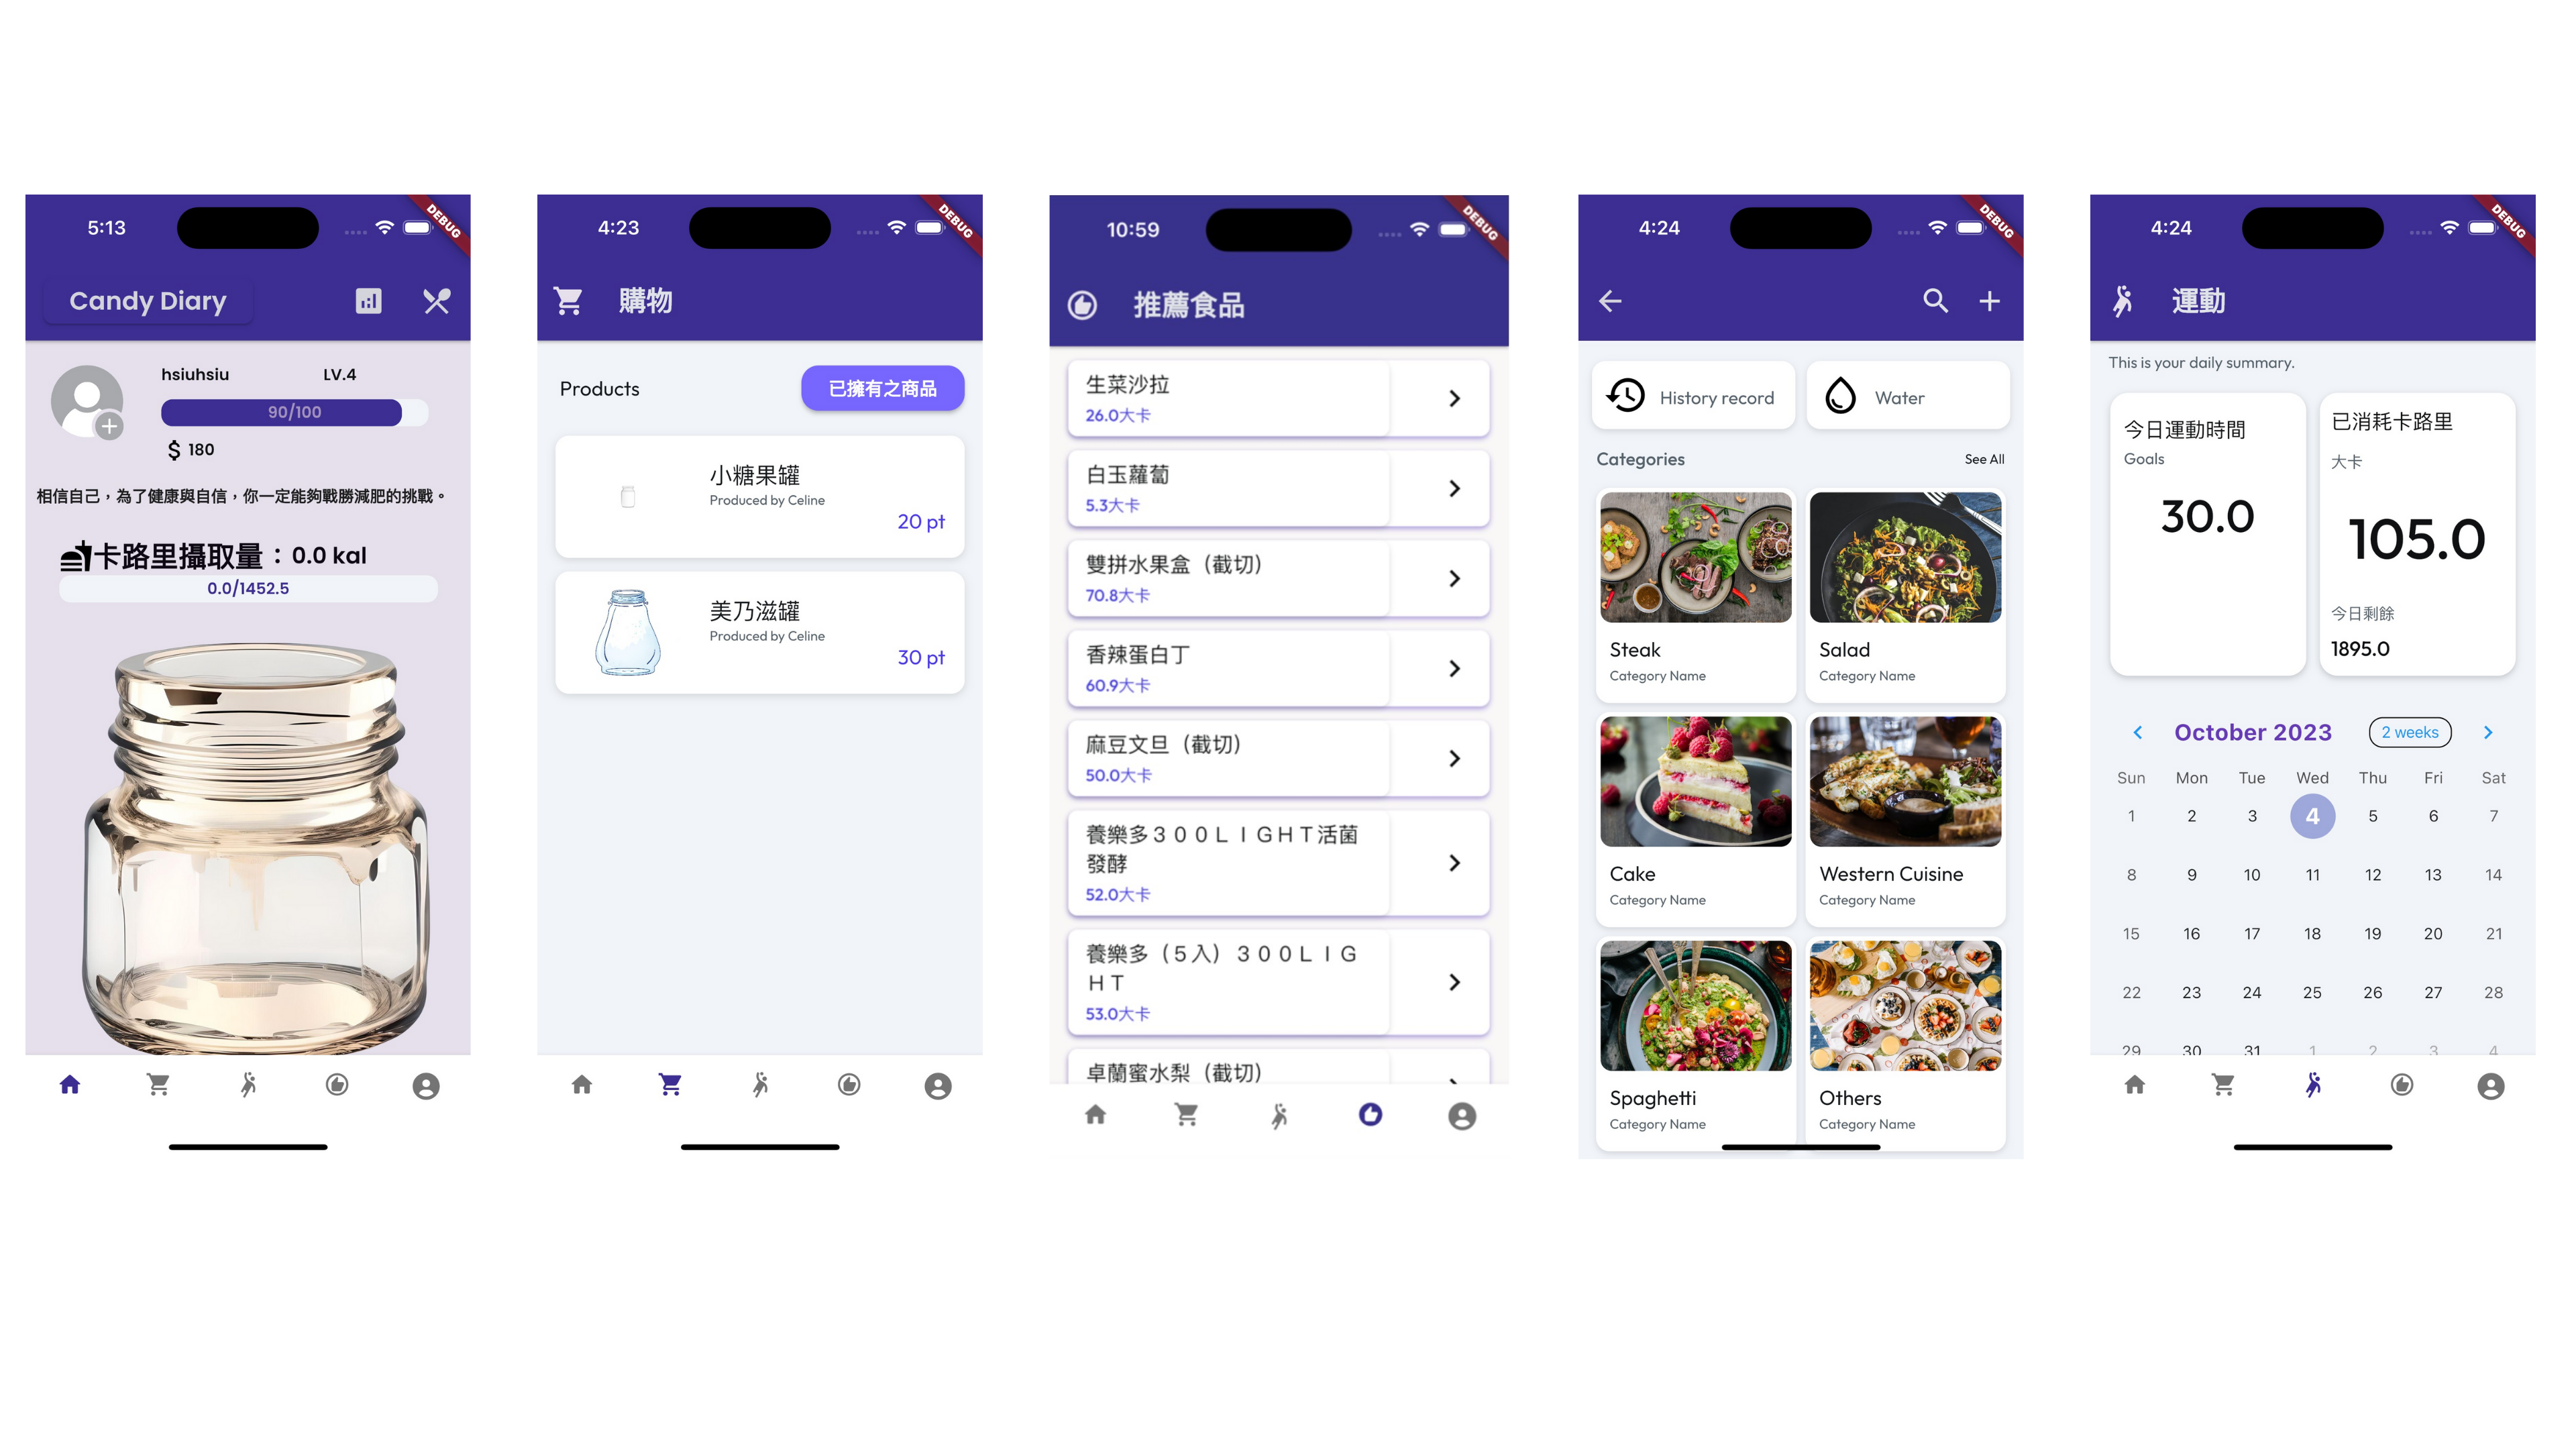 5:13
DEBUG
Candy Diary
hsiuhsiu LV.4
90/100
$ 180
相信自己，為了健康與自信，你一定能夠戰勝減肥的挑戰。
卡路里攝取量：0.0 kal
0.0/1452.5
4:23
DEBUG
購物
Products 已擁有之商品
小糖果罐
Produced by Celine
20 pt
美乃滋罐
Produced by Celine
30 pt
10:59
DEBUG
推薦食品
生菜沙拉
26.0大卡
白玉蘿蔔
5.3大卡
雙拼水果盒（截切）
70.8大卡
香辣蛋白丁
60.9大卡
麻豆文旦（截切）
50.0大卡
養樂多３００ＬＩＧＨＴ活菌
發酵
52.0大卡
養樂多（５入）３００ＬＩＧ
ＨＴ
53.0大卡
卓蘭蜜水梨（截切）
4:24
DEBUG
History record Water
Categories See All
Steak Salad
Category Name Category Name
Cake Western Cuisine
Category Name Category Name
Spaghetti Others
Category Name Category Name
4:24
DEBUG
運動
This is your daily summary.
今日運動時間
Goals
30.0
已消耗卡路里
大卡
105.0
今日剩餘
1895.0
October 2023 2 weeks
Sun Mon Tue Wed Thu Fri Sat
1 2 3 4 5 6 7
8 9 10 11 12 13 14
15 16 17 18 19 20 21
22 23 24 25 26 27 28
29 30 31 1 2 3 4